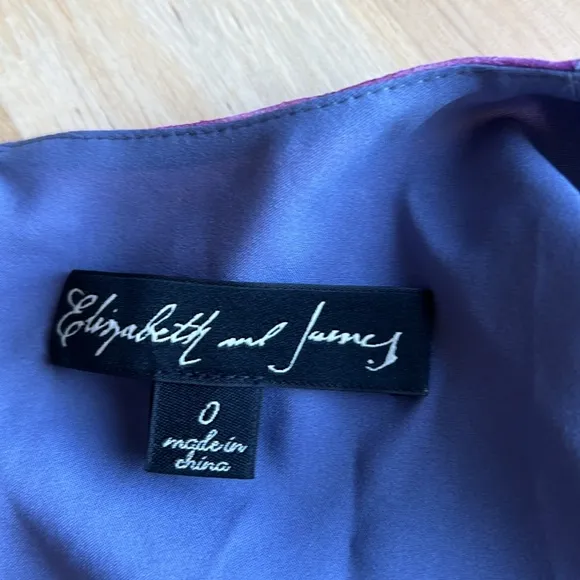 Elizabeth and James
0
made in
china